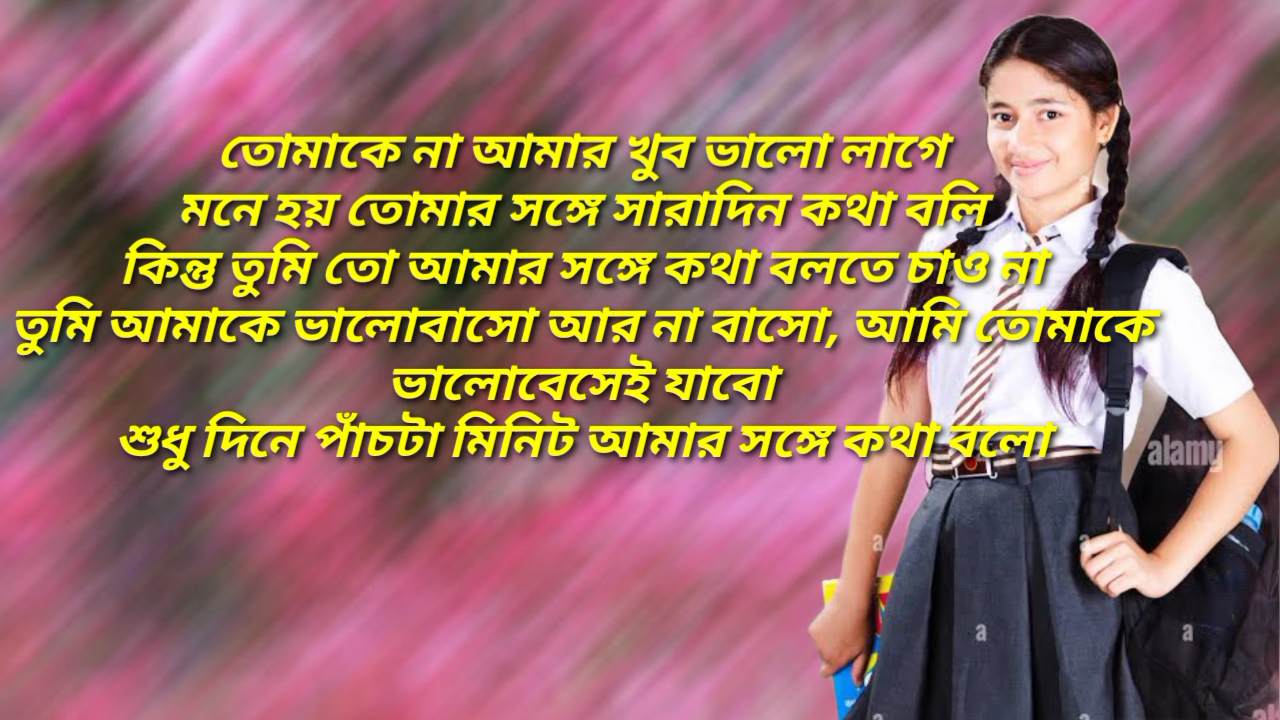 তোমাকে না আমার খুব ভালো লাগে
মনে হয় তোমার সঙ্গে সারাদিন কথা বলি
কিন্তু তুমি তো আমার সঙ্গে কথা বলতে চাও না
তুমি আমাকে ভালোবাসো আর না বাসো, আমি তোমাকে
ভালোবেসেই যাবো
শুধু দিনে পাঁচটা মিনিট আমার সঙ্গে কথা বলো
alamy
a
a
a
a